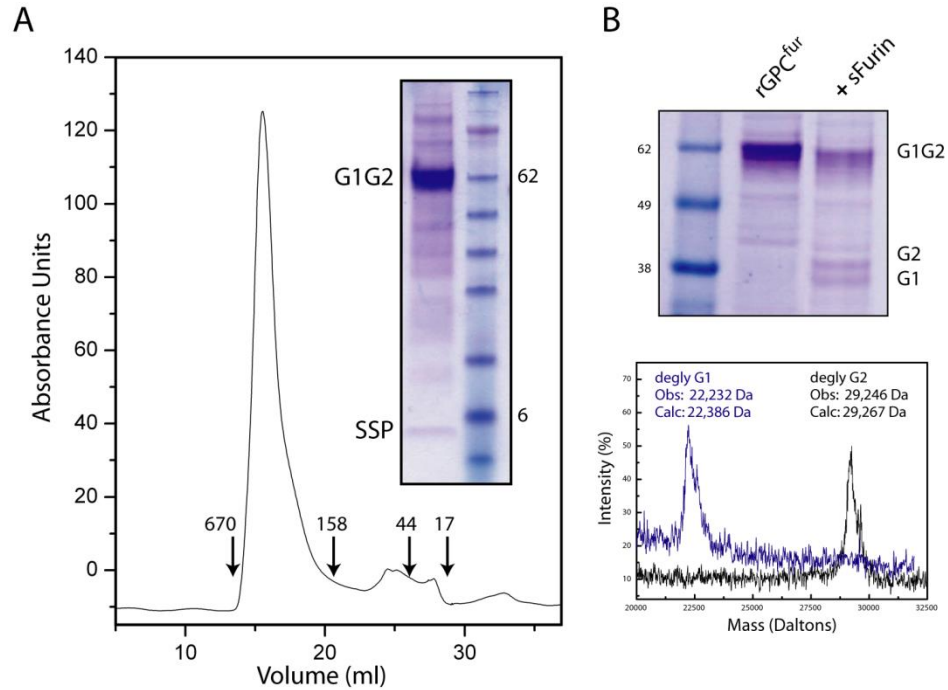 A
Absorbance Units
140
120
100
80
60
40
20
0
10
20
30
Volume (ml)
670
158
44
17
G1G2
SSP
62
6
B
rGPCfur
+ sFurin
62
49
38
G1G2
G2
G1
degly G1
Obs: 22,232 Da
Calc: 22,386 Da
degly G2
Obs: 29,246 Da
Calc: 29,267 Da
Intensity (%)
70
60
50
40
30
20
10
20000
22500
25000
27500
30000
32500
Mass (Daltons)